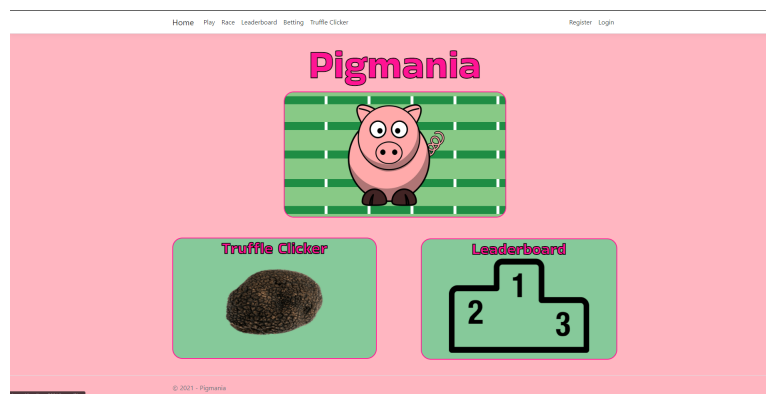 Home Play Race Leaderboard Betting Truffle Clicker Register Login
Pigmania
Truffle Clicker
Leaderboard
1
2
3
© 2021 - Pigmania